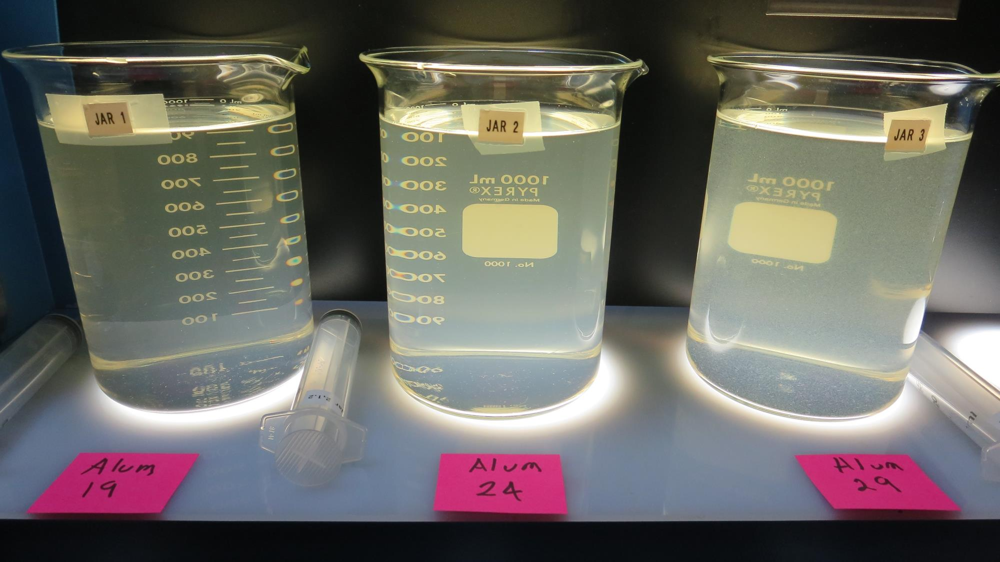 JAR 1
800
700
600
500
400
300
200
100
JAR 2
100
200
300
400
500
600
700
800
900
1000 mL
PYREX®
Made in Germany
No. 1000
JAR 3
1000 mL
PYREX®
Made in Germany
No. 1000
Alum
19
Alum
24
Alum
29